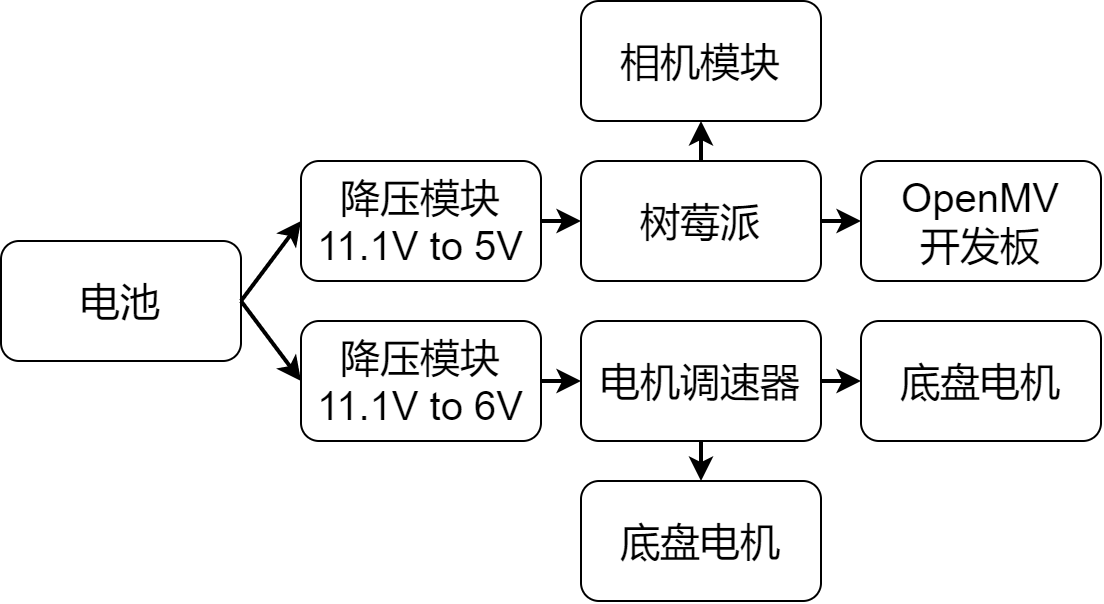 相机模块
降压模块
11.1V to 5V
树莓派
OpenMV
开发板
电池
降压模块
11.1V to 6V
电机调速器
底盘电机
底盘电机